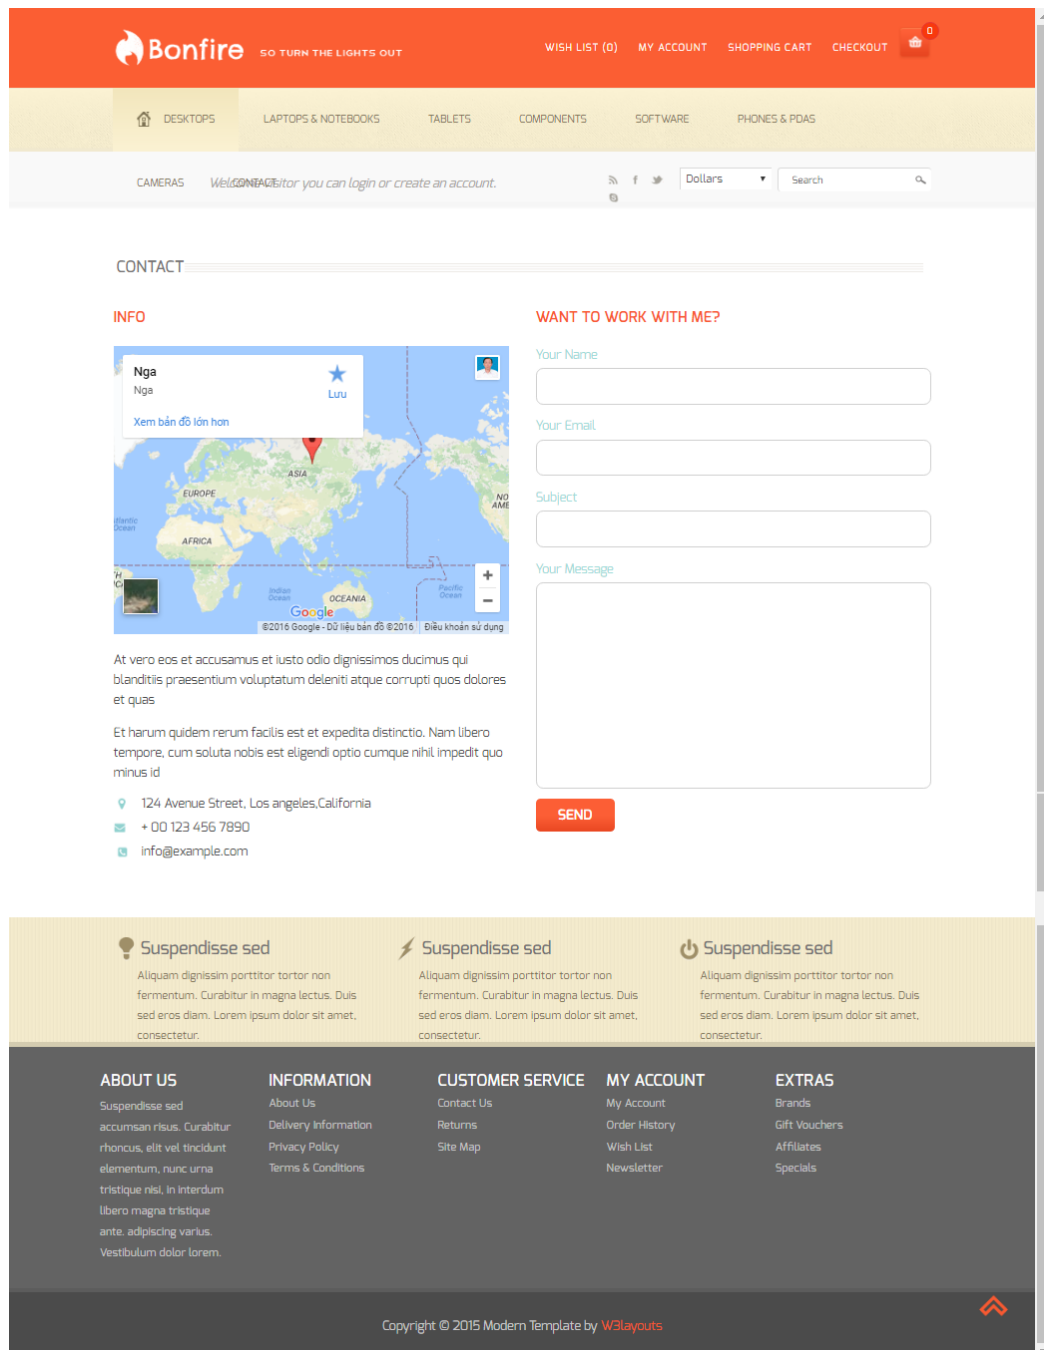 Bonfire SO TURN THE LIGHTS OUT
WISH LIST (0) MY ACCOUNT SHOPPING CART CHECKOUT 0
DESKTOPS LAPTOPS & NOTEBOOKS TABLETS COMPONENTS SOFTWARE PHONES & PDAS
CAMERAS CONTACT
visitor you can login or create an account.
Dollars Search
CONTACT
INFO
Nga
Nga
Lưu
Xem bản đồ lớn hơn
ASIA
EUROPE
AFRICA
Indian
Ocean
OCEANIA
Pacific
Ocean
Google
©2016 Google - Dữ liệu bản đồ ©2016 Điều khoản sử dụng
At vero eos et accusamus et iusto odio dignissimos ducimus qui
blanditiis praesentium voluptatum deleniti atque corrupti quos dolores
et quas
Et harum quidem rerum facilis est et expedita distinctio. Nam libero
tempore, cum soluta nobis est eligendi optio cumque nihil impedit quo
minus id
124 Avenue Street, Los angeles,California
+ 00 123 456 7890
info@example.com
WANT TO WORK WITH ME?
Your Name
Your Email
Subject
Your Message
SEND
Suspendisse sed
Aliquam dignissim porttitor tortor non
fermentum. Curabitur in magna lectus. Duis
sed eros diam. Lorem ipsum dolor sit amet,
consectetur.
Suspendisse sed
Aliquam dignissim porttitor tortor non
fermentum. Curabitur in magna lectus. Duis
sed eros diam. Lorem ipsum dolor sit amet,
consectetur.
Suspendisse sed
Aliquam dignissim porttitor tortor non
fermentum. Curabitur in magna lectus. Duis
sed eros diam. Lorem ipsum dolor sit amet,
consectetur.
ABOUT US
Suspendisse sed
accumsan risus. Curabitur
rhoncus, elit vel tincidunt
elementum, nunc urna
tristique nisi, in interdum
libero magna tristique
ante. adipiscing varius.
Vestibulum dolor lorem.
INFORMATION
About Us
Delivery Information
Privacy Policy
Terms & Conditions
CUSTOMER SERVICE
Contact Us
Returns
Site Map
MY ACCOUNT
My Account
Order History
Wish List
Newsletter
EXTRAS
Brands
Gift Vouchers
Affiliates
Specials
Copyright © 2015 Modern Template by W3layouts